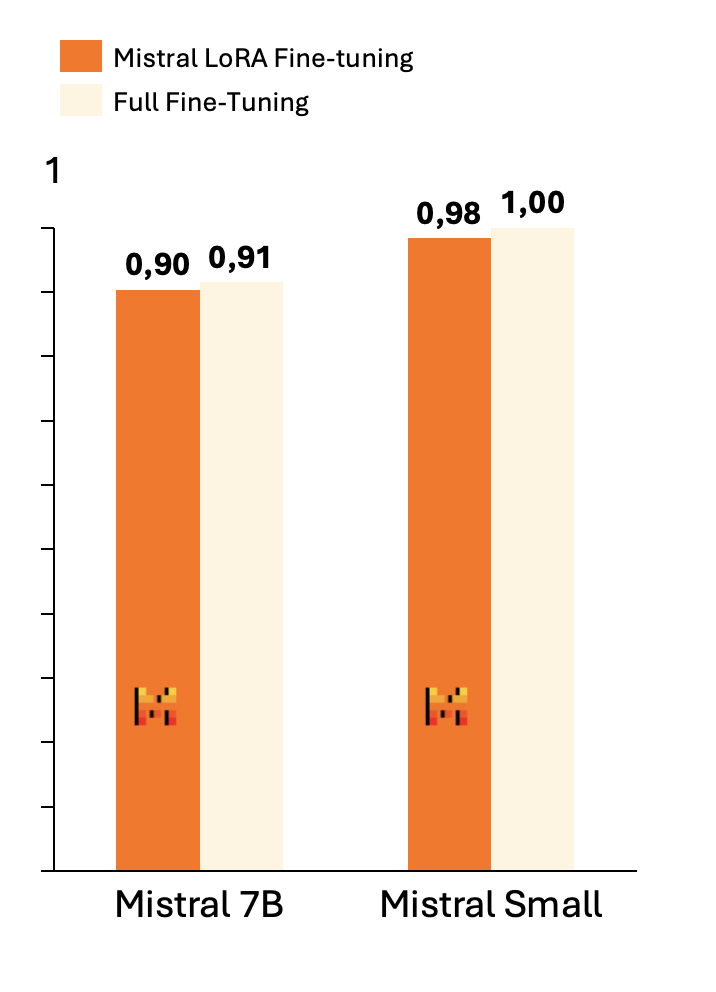 Mistral LoRA Fine-tuning
Full Fine-Tuning
1
0,90 0,91
0,98 1,00
Mistral 7B
Mistral Small